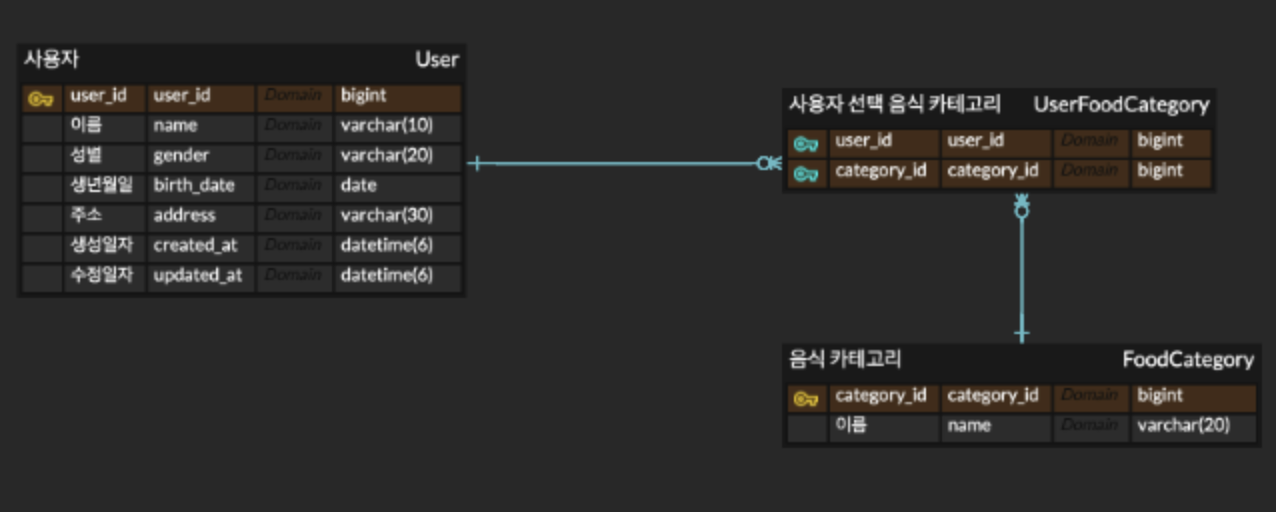 사용자 User
user_id user_id Domain bigint
이름 name Domain varchar(10)
성별 gender Domain varchar(20)
생년월일 birth_date Domain date
주소 address Domain varchar(30)
생성일자 created_at Domain datetime(6)
수정일자 updated_at Domain datetime(6)
사용자 선택 음식 카테고리 UserFoodCategory
user_id user_id Domain bigint
category_id category_id Domain bigint
음식 카테고리 FoodCategory
category_id category_id Domain bigint
이름 name Domain varchar(20)